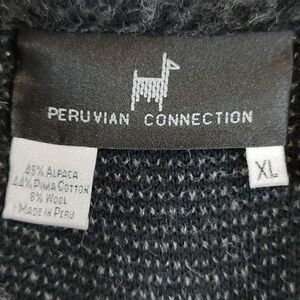 PERUVIAN CONNECTION
XL
48% ALPACA
44% PIMA COTTON
8% WOOL
MADE IN PERU